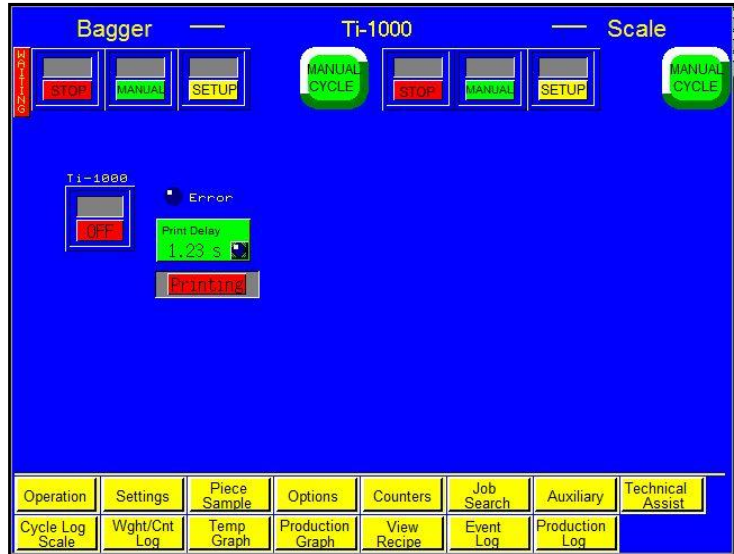 Bagger — Ti-1000 — Scale
WAITING
STOP MANUAL SETUP MANUAL CYCLE STOP MANUAL SETUP MANUAL CYCLE
Ti-1000
OFF
Error
Print Delay
1.23 s
Printing
Operation Settings Piece Sample Options Counters Job Search Auxiliary Technical Assist
Cycle Log Scale Wght/Cnt Log Temp Graph Production Graph View Recipe Event Log Production Log